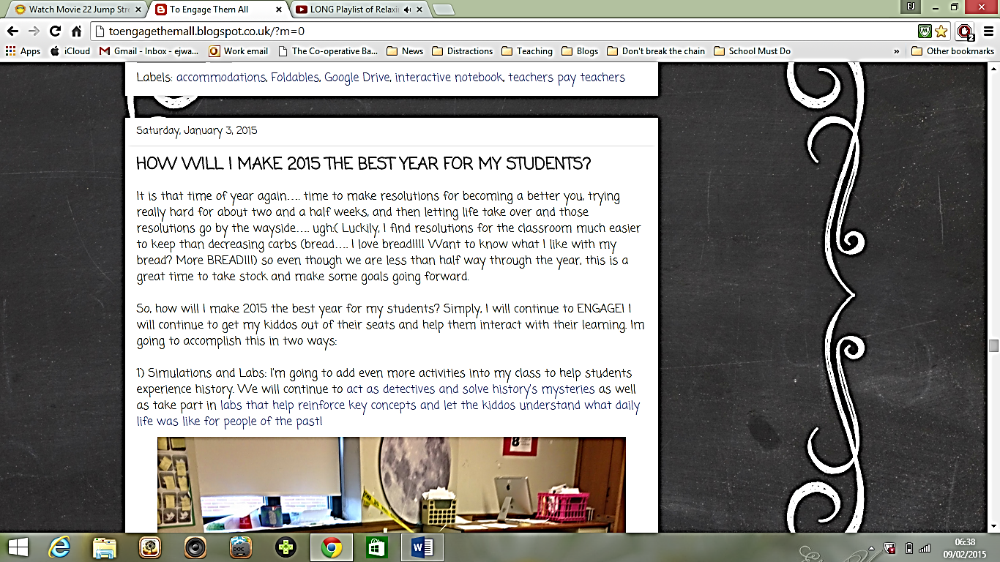 Watch Movie 22 Jump Stre
To Engage Them All
LONG Playlist of Relaxi
EJ
toengagethemall.blogspot.co.uk/?m=0
2
Apps iCloud Gmail - Inbox - ejwa... Work email The Co-operative Ba... News Distractions Teaching Blogs Don't break the chain School Must Do » Other bookmarks
Labels: accommodations, Foldables, Google Drive, interactive notebook, teachers pay teachers
Saturday, January 3, 2015
HOW WILL I MAKE 2015 THE BEST YEAR FOR MY STUDENTS?
It is that time of year again.... time to make resolutions for becoming a better you, trying
really hard for about two and a half weeks, and then letting life take over and those
resolutions go by the wayside.... ugh:( Luckily, I find resolutions for the classroom much easier
to keep than decreasing carbs (bread.... I love bread!!!! Want to know what I like with my
bread? More BREAD!!!) so even though we are less than half way through the year, this is a
great time to take stock and make some goals going forward.
So, how will I make 2015 the best year for my students? Simply, I will continue to ENGAGE! I
will continue to get my kiddos out of their seats and help them interact with their learning. Im
going to accomplish this in two ways:
1) Simulations and Labs: I'm going to add even more activities into my class to help students
experience history. We will continue to act as detectives and solve history's mysteries as well
as take part in labs that help reinforce key concepts and let the kiddos understand what daily
life was like for people of the past!
8
DOC
06:38
09/02/2015